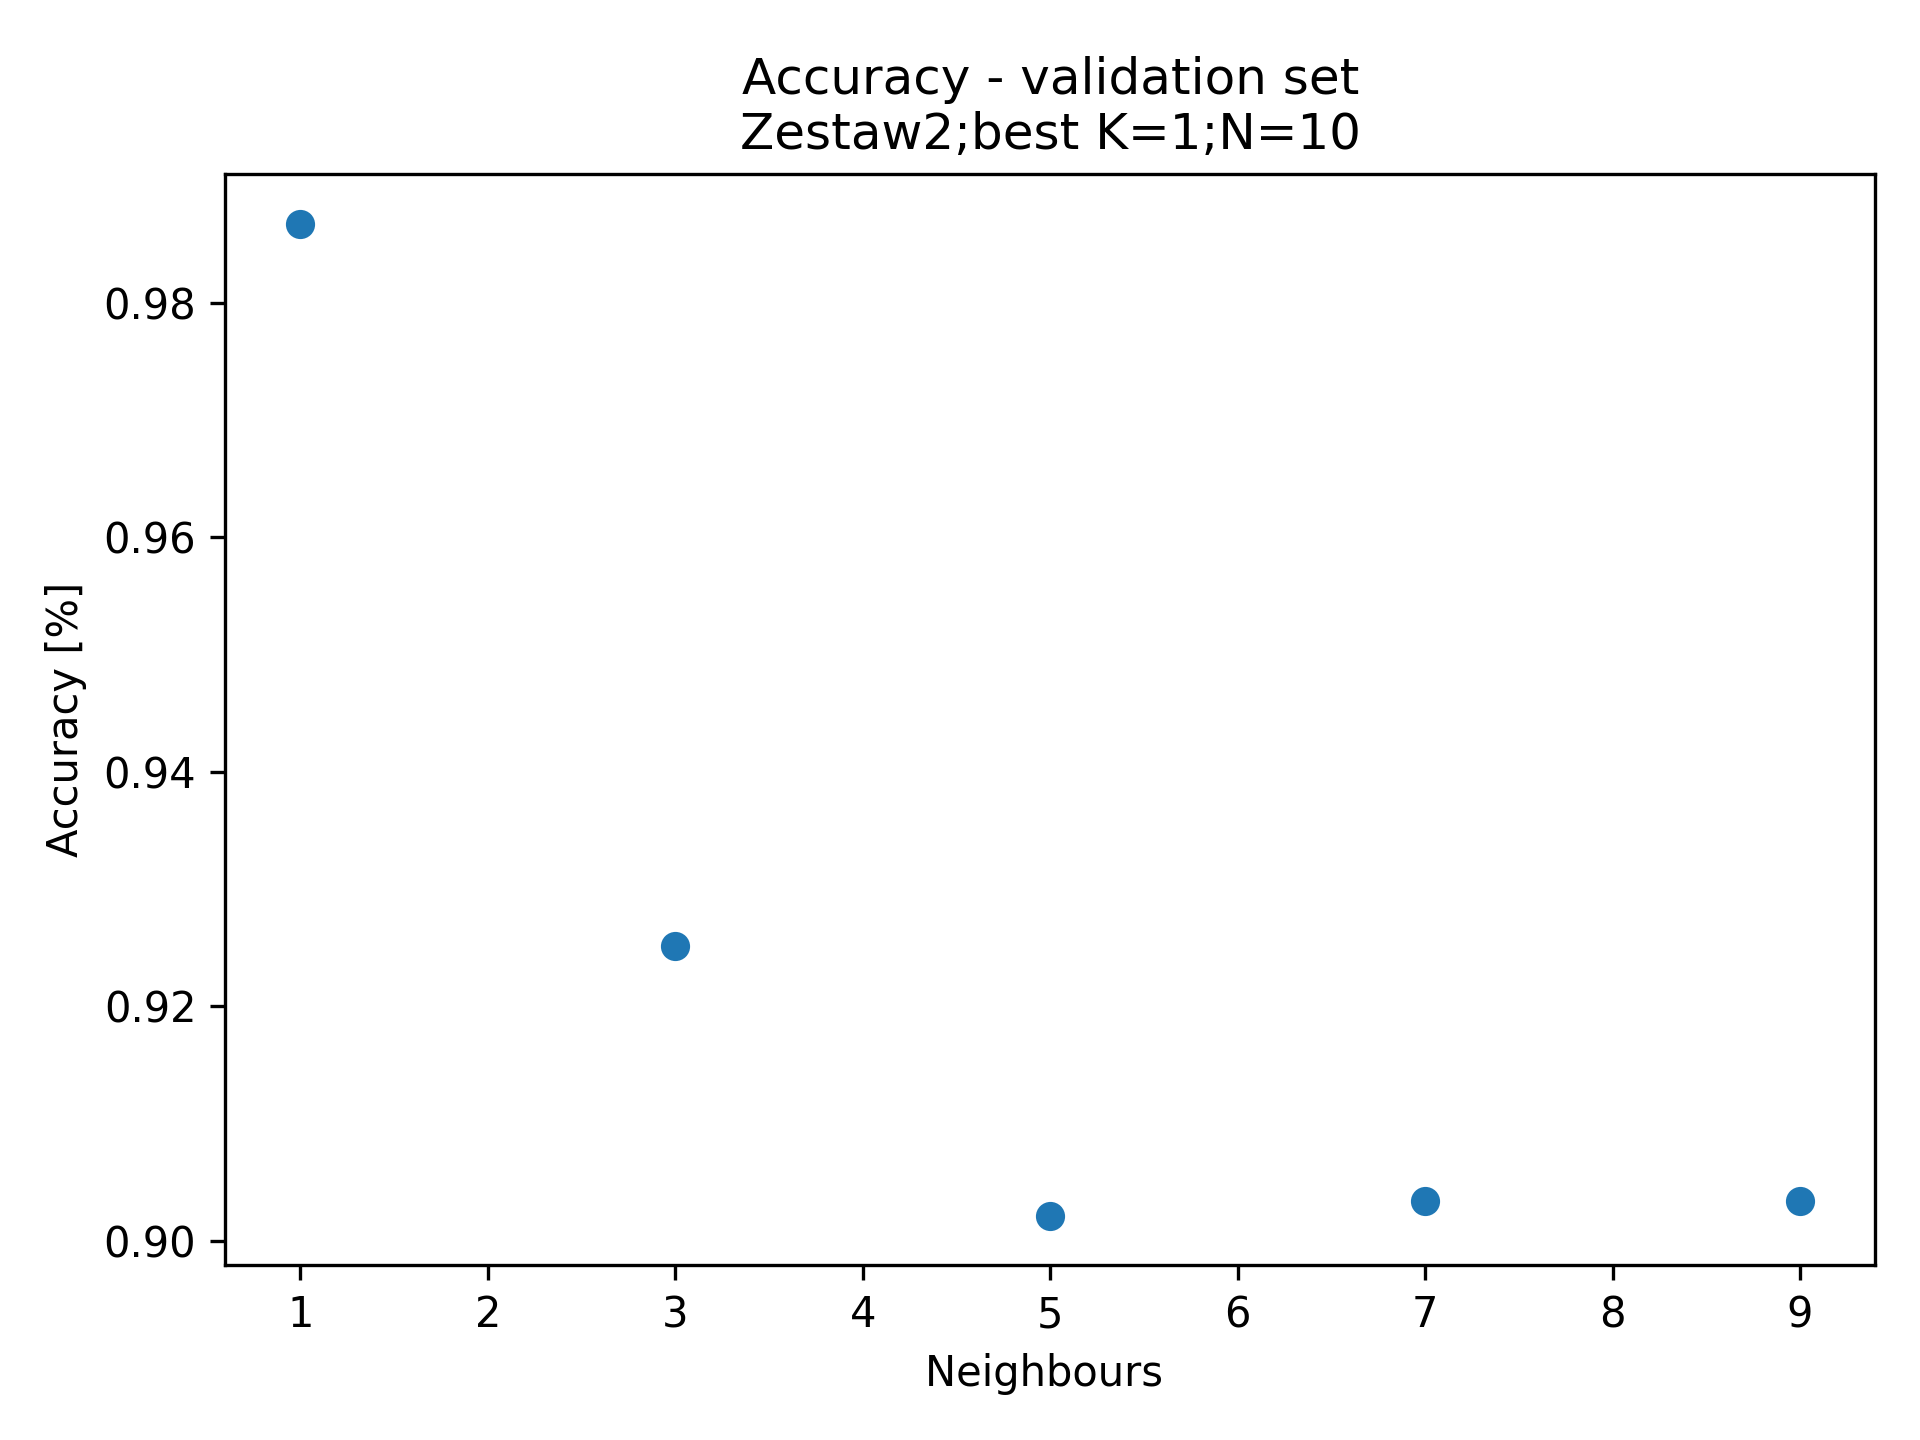 Accuracy - validation set
Zestaw2;best K=1;N=10
Accuracy [%]
0.98
0.96
0.94
0.92
0.90
1 2 3 4 5 6 7 8 9
Neighbours